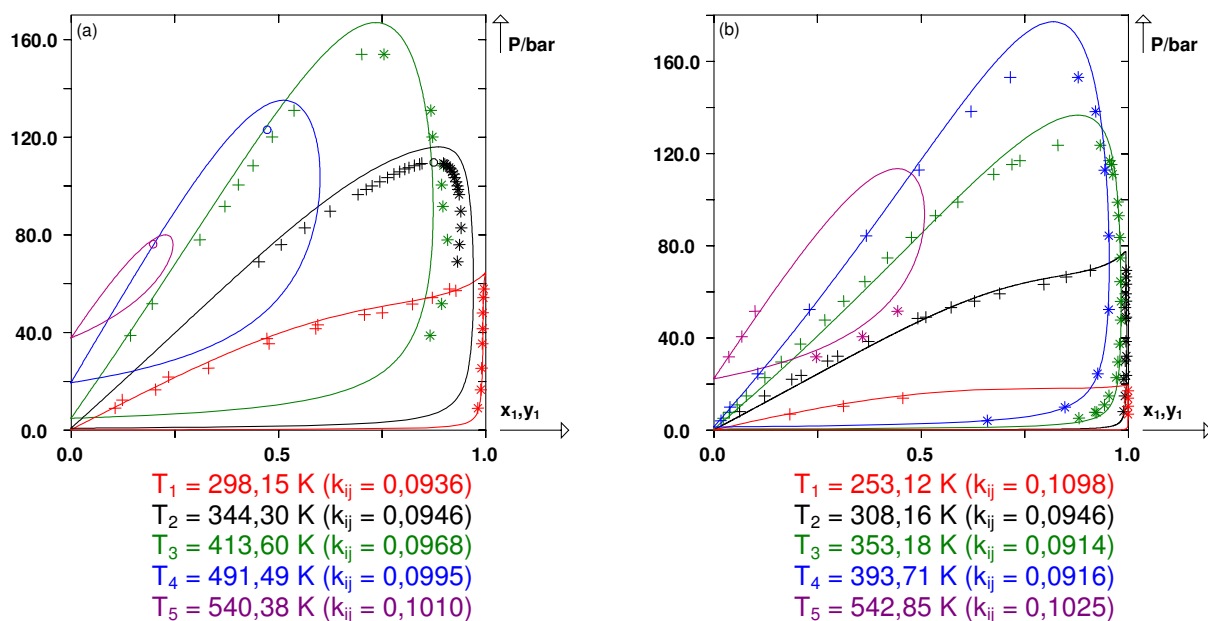 (a)
P/bar
160.0
120.0
80.0
40.0
0.0
0.0
0.5
1.0
x₁,y₁
T₁ = 298,15 K (kᵢⱼ = 0,0936)
T₂ = 344,30 K (kᵢⱼ = 0,0946)
T₃ = 413,60 K (kᵢⱼ = 0,0968)
T₄ = 491,49 K (kᵢⱼ = 0,0995)
T₅ = 540,38 K (kᵢⱼ = 0,1010)
(b)
P/bar
160.0
120.0
80.0
40.0
0.0
0.0
0.5
1.0
x₁,y₁
T₁ = 253,12 K (kᵢⱼ = 0,1098)
T₂ = 308,16 K (kᵢⱼ = 0,0946)
T₃ = 353,18 K (kᵢⱼ = 0,0914)
T₄ = 393,71 K (kᵢⱼ = 0,0916)
T₅ = 542,85 K (kᵢⱼ = 0,1025)